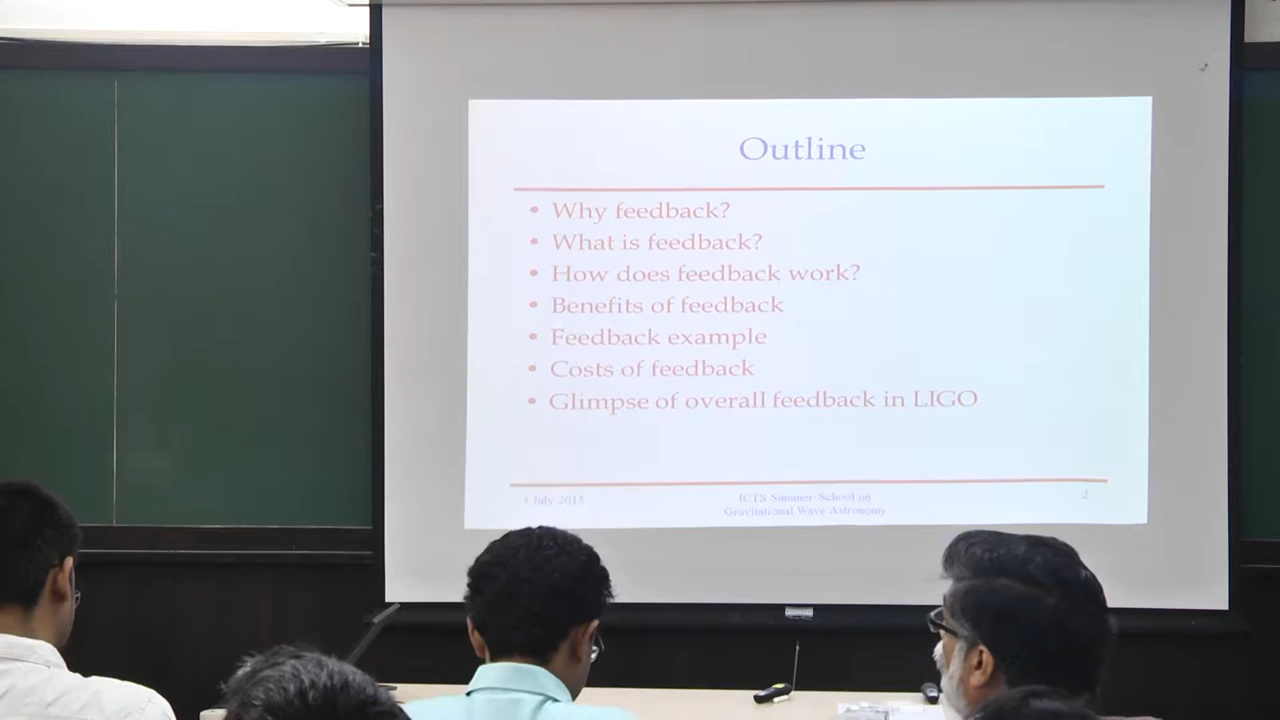 Outline
• Why feedback?
• What is feedback?
• How does feedback work?
• Benefits of feedback
• Feedback example
• Costs of feedback
• Glimpse of overall feedback in LIGO
July 2015
ICTS Summer School on
Gravitational Wave Astronomy
2